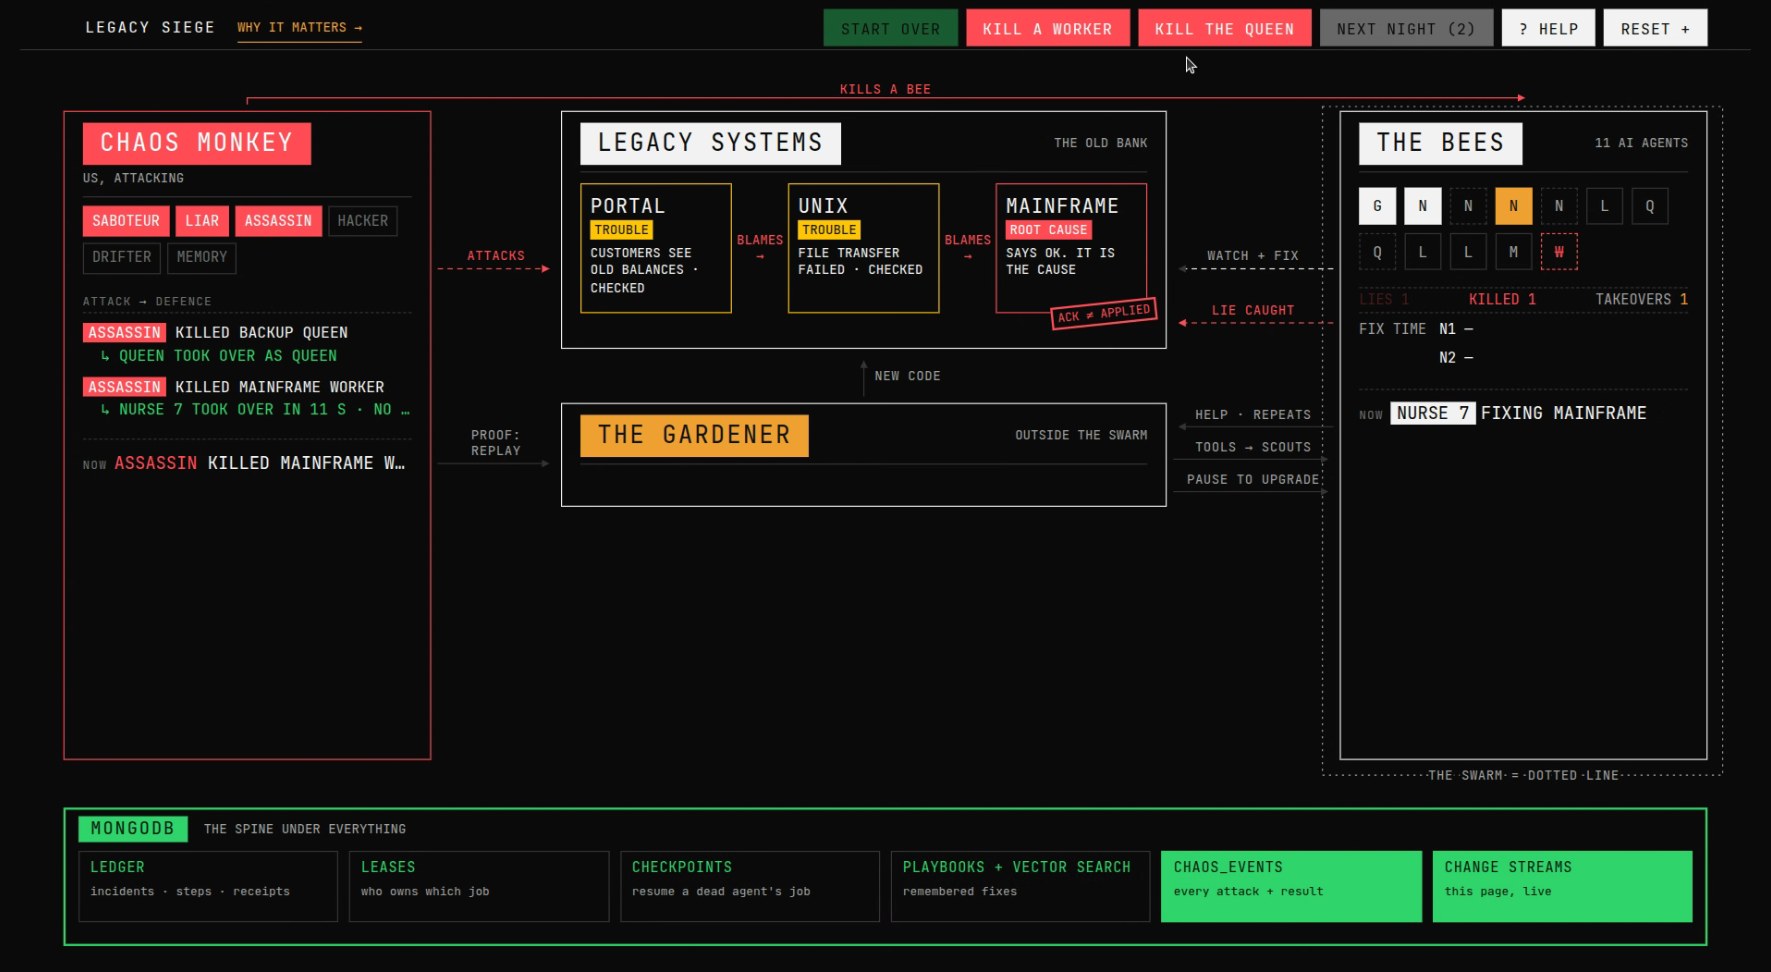 LEGACY SIEGE
WHY IT MATTERS →
START OVER
KILL A WORKER
KILL THE QUEEN
NEXT NIGHT (2)
? HELP
RESET +
KILLS A BEE
CHAOS MONKEY
US, ATTACKING
SABOTEUR
LIAR
ASSASSIN
HACKER
DRIFTER
MEMORY
ATTACK → DEFENCE
ASSASSIN KILLED BACKUP QUEEN
↳ QUEEN TOOK OVER AS QUEEN
ASSASSIN KILLED MAINFRAME WORKER
↳ NURSE 7 TOOK OVER IN 11 S · NO …
NOW ASSASSIN KILLED MAINFRAME W…
ATTACKS
PROOF:
REPLAY
LEGACY SYSTEMS
THE OLD BANK
PORTAL
TROUBLE
CUSTOMERS SEE
OLD BALANCES ·
CHECKED
BLAMES
→
UNIX
TROUBLE
FILE TRANSFER
FAILED · CHECKED
BLAMES
→
MAINFRAME
ROOT CAUSE
SAYS OK. IT IS
THE CAUSE
ACK ≠ APPLIED
NEW CODE
THE GARDENER
OUTSIDE THE SWARM
WATCH + FIX
LIE CAUGHT
HELP · REPEATS
TOOLS → SCOUTS
PAUSE TO UPGRADE
THE BEES
11 AI AGENTS
G N N N N L Q
Q L L M W
LIES 1 KILLED 1 TAKEOVERS 1
FIX TIME N1 —
N2 —
NOW NURSE 7 FIXING MAINFRAME
THE SWARM = DOTTED LINE
MONGODB
THE SPINE UNDER EVERYTHING
LEDGER
incidents · steps · receipts
LEASES
who owns which job
CHECKPOINTS
resume a dead agent's job
PLAYBOOKS + VECTOR SEARCH
remembered fixes
CHAOS_EVENTS
every attack + result
CHANGE STREAMS
this page, live